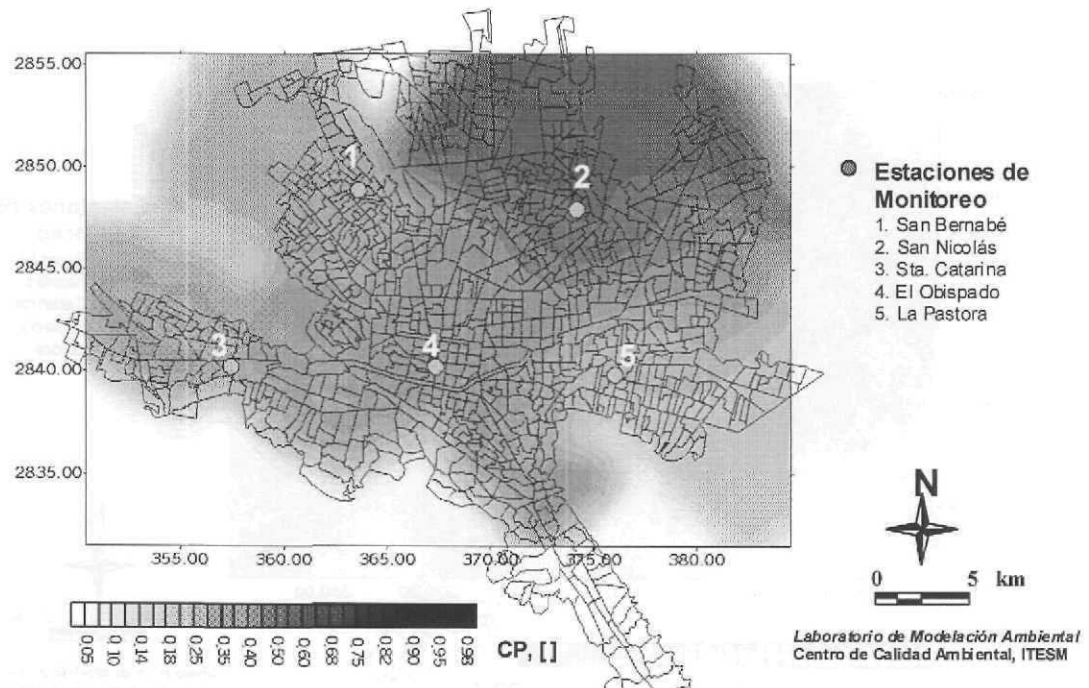 2855.00
2850.00
2845.00
2840.00
2835.00
355.00
360.00
365.00
370.00
375.00
380.00
1
2
3
4
5
Estaciones de
Monitoreo
1. San Bernabé
2. San Nicolás
3. Sta. Catarina
4. El Obispado
5. La Pastora
N
0 5 km
0.05 0.10 0.14 0.18 0.25 0.35 0.45 0.60 0.68 0.75 0.82 0.90 0.95 0.98
CP, [ ]
Laboratorio de Modelación Ambiental
Centro de Calidad Ambiental, ITESM